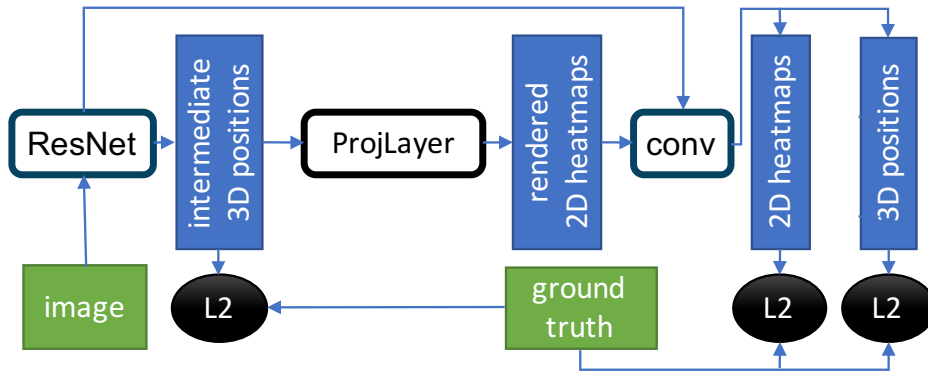 ResNet
intermediate
3D positions
ProjLayer
rendered
2D heatmaps
conv
2D heatmaps
3D positions
image
L2
ground
truth
L2
L2